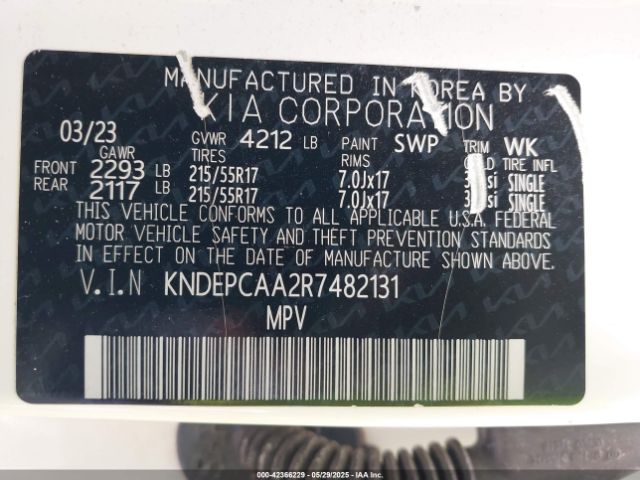 MANUFACTURED IN KOREA BY
KIA CORPORATION
03/23 GVWR 4212 LB PAINT SWP TRIM WK
GAWR TIRES RIMS TIRE INFL
FRONT 2293 LB 215/55R17 7.0Jx17 SINGLE
REAR 2117 LB 215/55R17 7.0Jx17 SINGLE
THIS VEHICLE CONFORMS TO ALL APPLICABLE U.S.A. FEDERAL
MOTOR VEHICLE SAFETY AND THEFT PREVENTION STANDARDS
IN EFFECT ON THE DATE OF MANUFACTURE SHOWN ABOVE.
V.I.N KNDEPCAA2R7482131
MPV
000-42366229 - 05/29/2025 - IAAI.COM